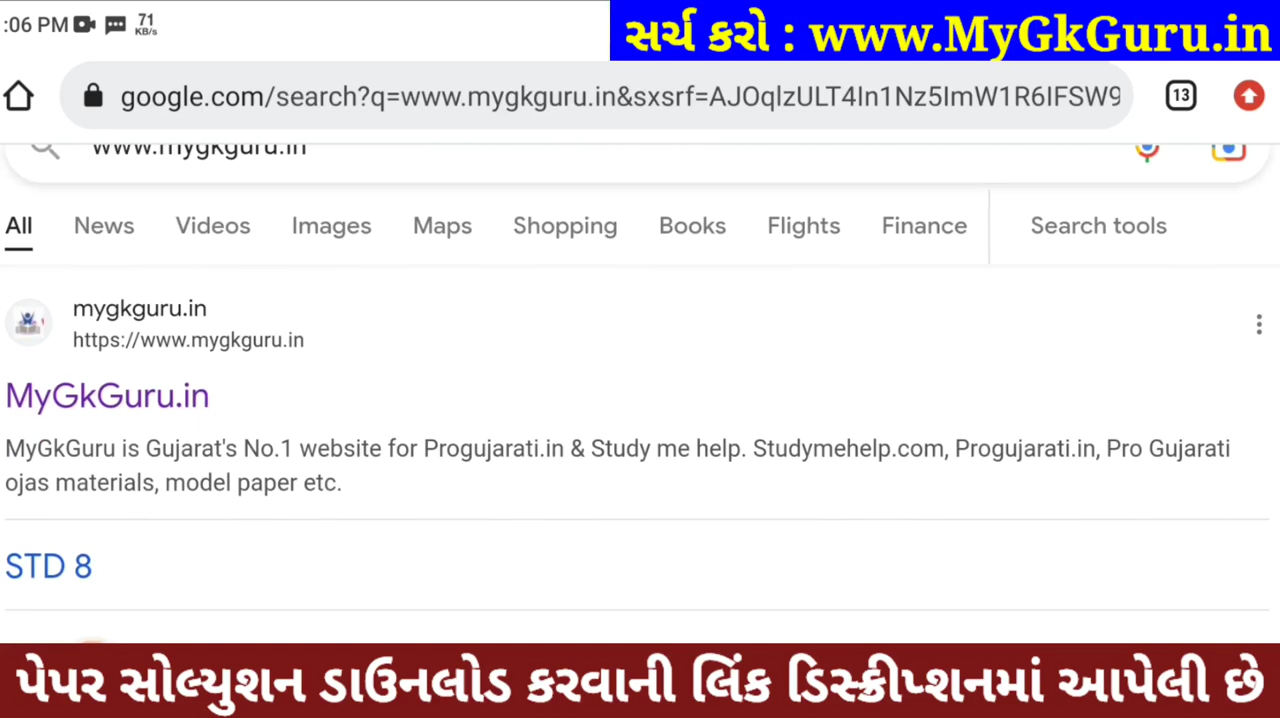 :06 PM 71 KB/s
સર્ચ કરો : www.MyGkGuru.in
google.com/search?q=www.mygkguru.in&sxsrf=AJOqlzULT4In1Nz5ImW1R6IFSW9
13
www.mygkguru.in
All News Videos Images Maps Shopping Books Flights Finance Search tools
mygkguru.in
https://www.mygkguru.in
MyGkGuru.in
MyGkGuru is Gujarat's No.1 website for Progujarati.in & Study me help. Studymehelp.com, Progujarati.in, Pro Gujarati
ojas materials, model paper etc.
STD 8
પેપર સોલ્યુશન ડાઉનલોડ કરવાની લિંક ડિસ્ક્રીપ્શનમાં આપેલી છે